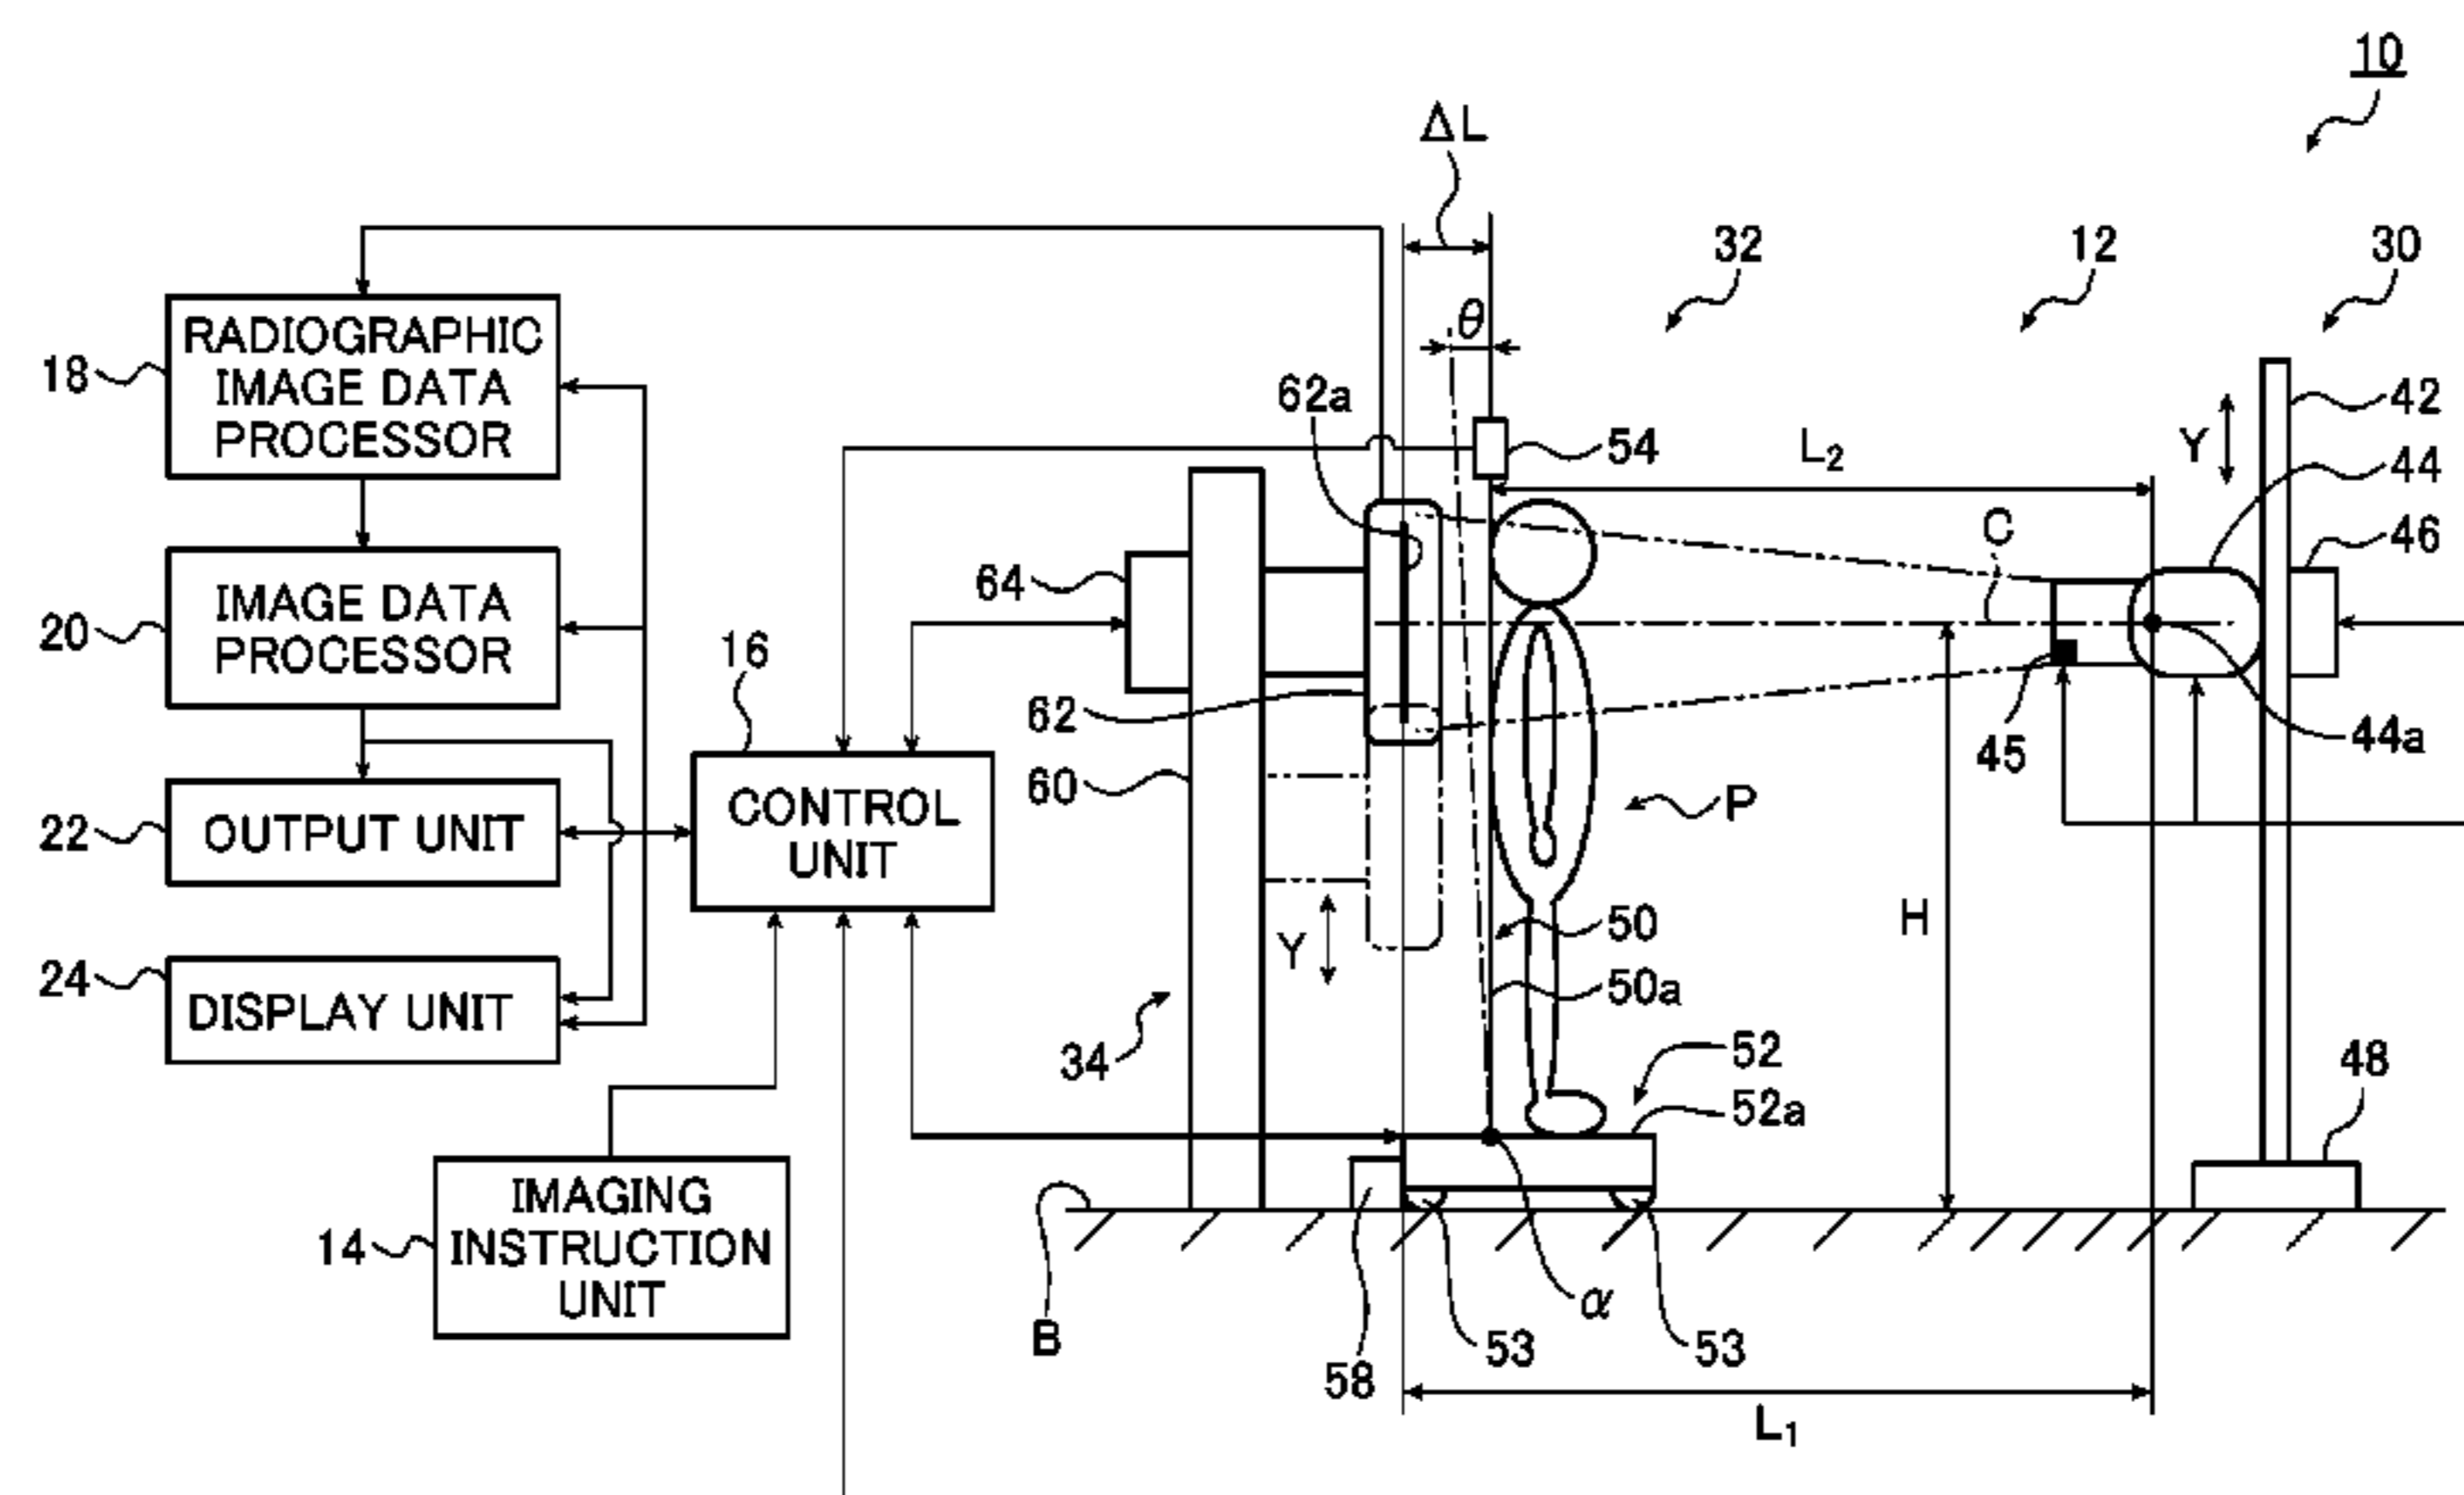 10
ΔL
32
12
30
θ
RADIOGRAPHIC
IMAGE DATA
PROCESSOR
18
62a
54
L2
Y
42
44
46
C
IMAGE DATA
PROCESSOR
20
64
16
62
60
45
44a
P
OUTPUT UNIT
22
CONTROL
UNIT
H
Y
50
50a
24
DISPLAY UNIT
34
52
52a
48
IMAGING
INSTRUCTION
UNIT
14
B
58
53
α
53
L1